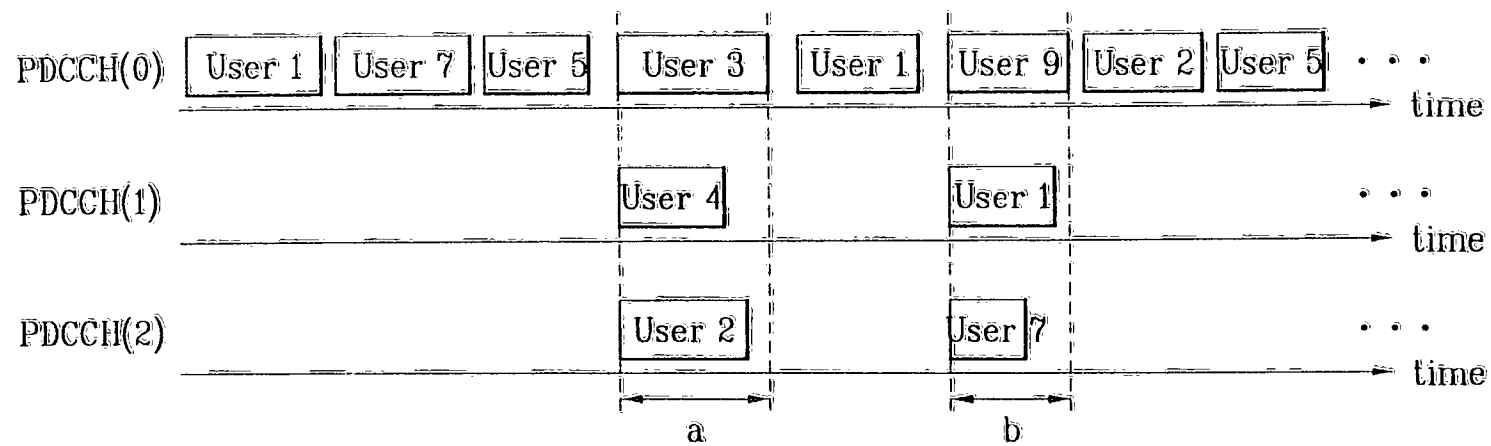 PDCCH(0) User 1 User 7 User 5 User 3 User 1 User 9 User 2 User 5 • • •
time
PDCCH(1) User 4 User 1 • • •
time
PDCCH(2) User 2 User 7 • • •
time
a b